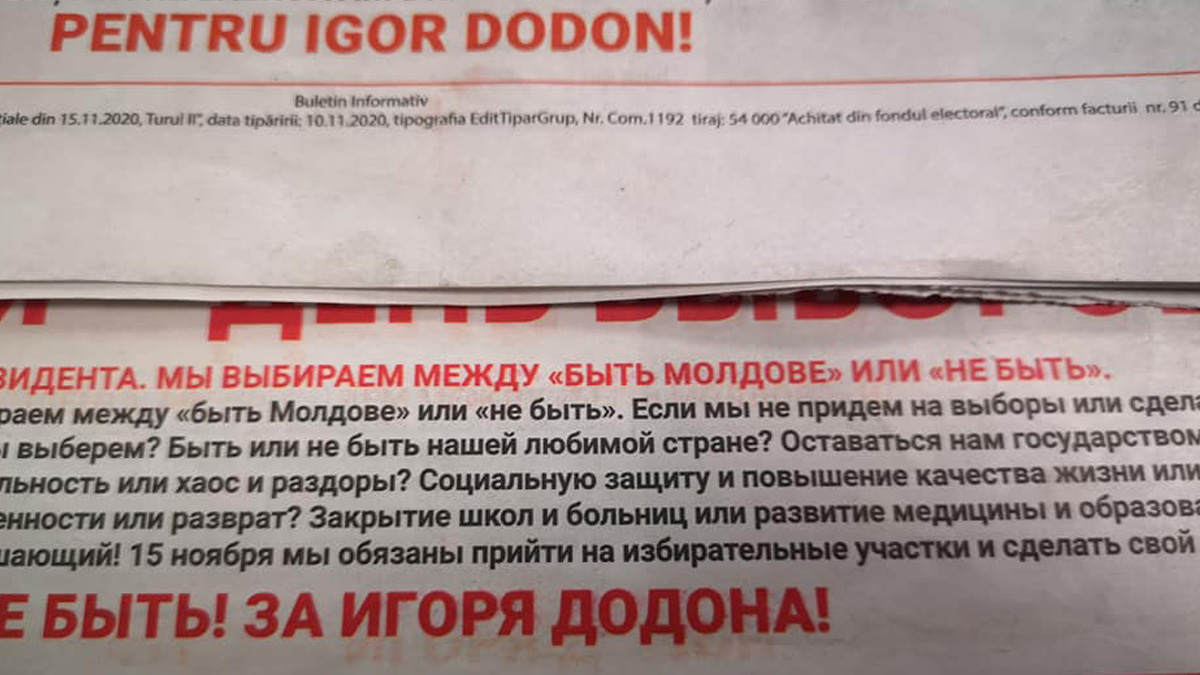 PENTRU IGOR DODON!
Buletin Informativ
țiale din 15.11.2020, Turul II", data tipăririi: 10.11.2020, tipografia EditTiparGrup, Nr. Com.1192 tiraj: 54 000 "Achitat din fondul electoral", conform facturii nr. 91 d
ДЕНЬ ВЫБОРОВ
ЗИДЕНТА. МЫ ВЫБИРАЕМ МЕЖДУ «БЫТЬ МОЛДОВЕ» ИЛИ «НЕ БЫТЬ».
раем между «быть Молдове» или «не быть». Если мы не придем на выборы или сдела
ы выберем? Быть или не быть нашей любимой стране? Оставаться нам государством
льность или хаос и раздоры? Социальную защиту и повышение качества жизни или
енности или разврат? Закрытие школ и больниц или развитие медицины и образова
шающий! 15 ноября мы обязаны прийти на избирательные участки и сделать свой
Е БЫТЬ! ЗА ИГОРЯ ДОДОНА!